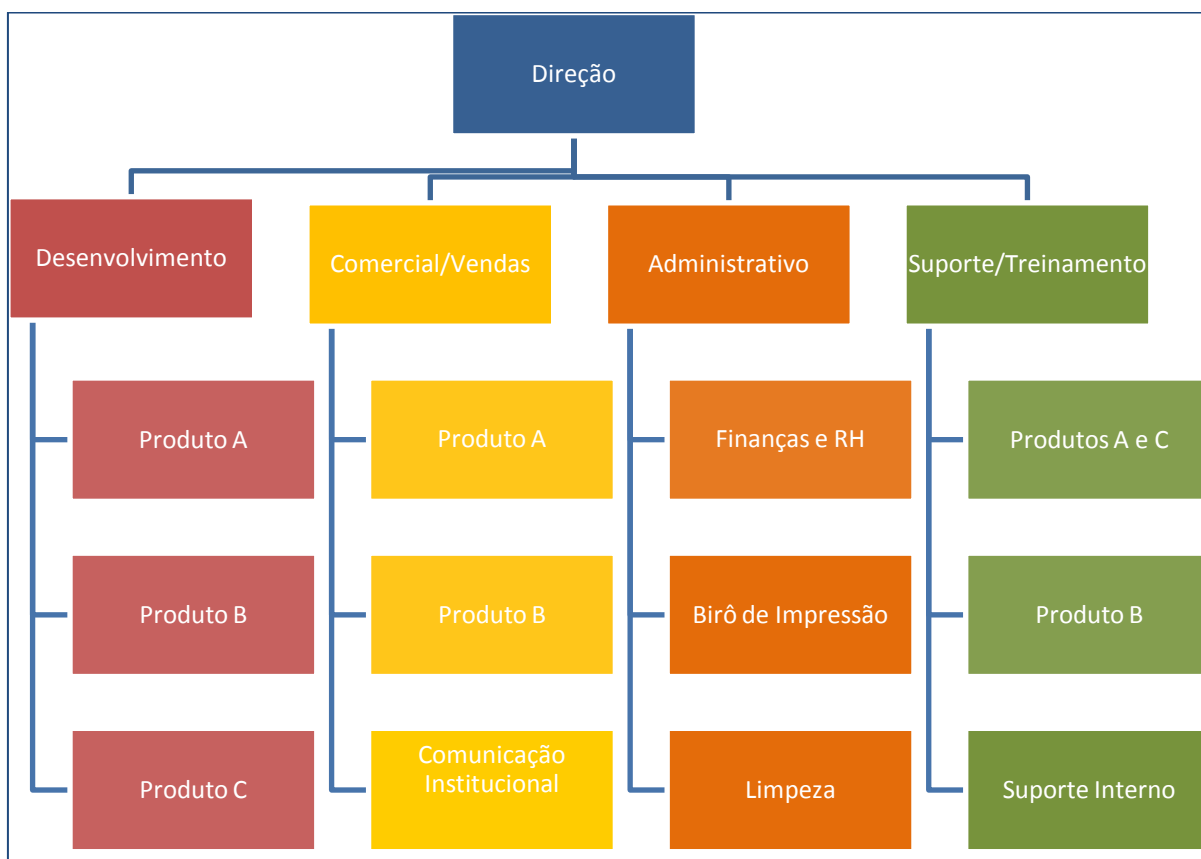 Direção
Desenvolvimento
Comercial/Vendas
Administrativo
Suporte/Treinamento
Produto A
Produto A
Finanças e RH
Produtos A e C
Produto B
Produto B
Birô de Impressão
Produto B
Produto C
Comunicação
Institucional
Limpeza
Suporte Interno